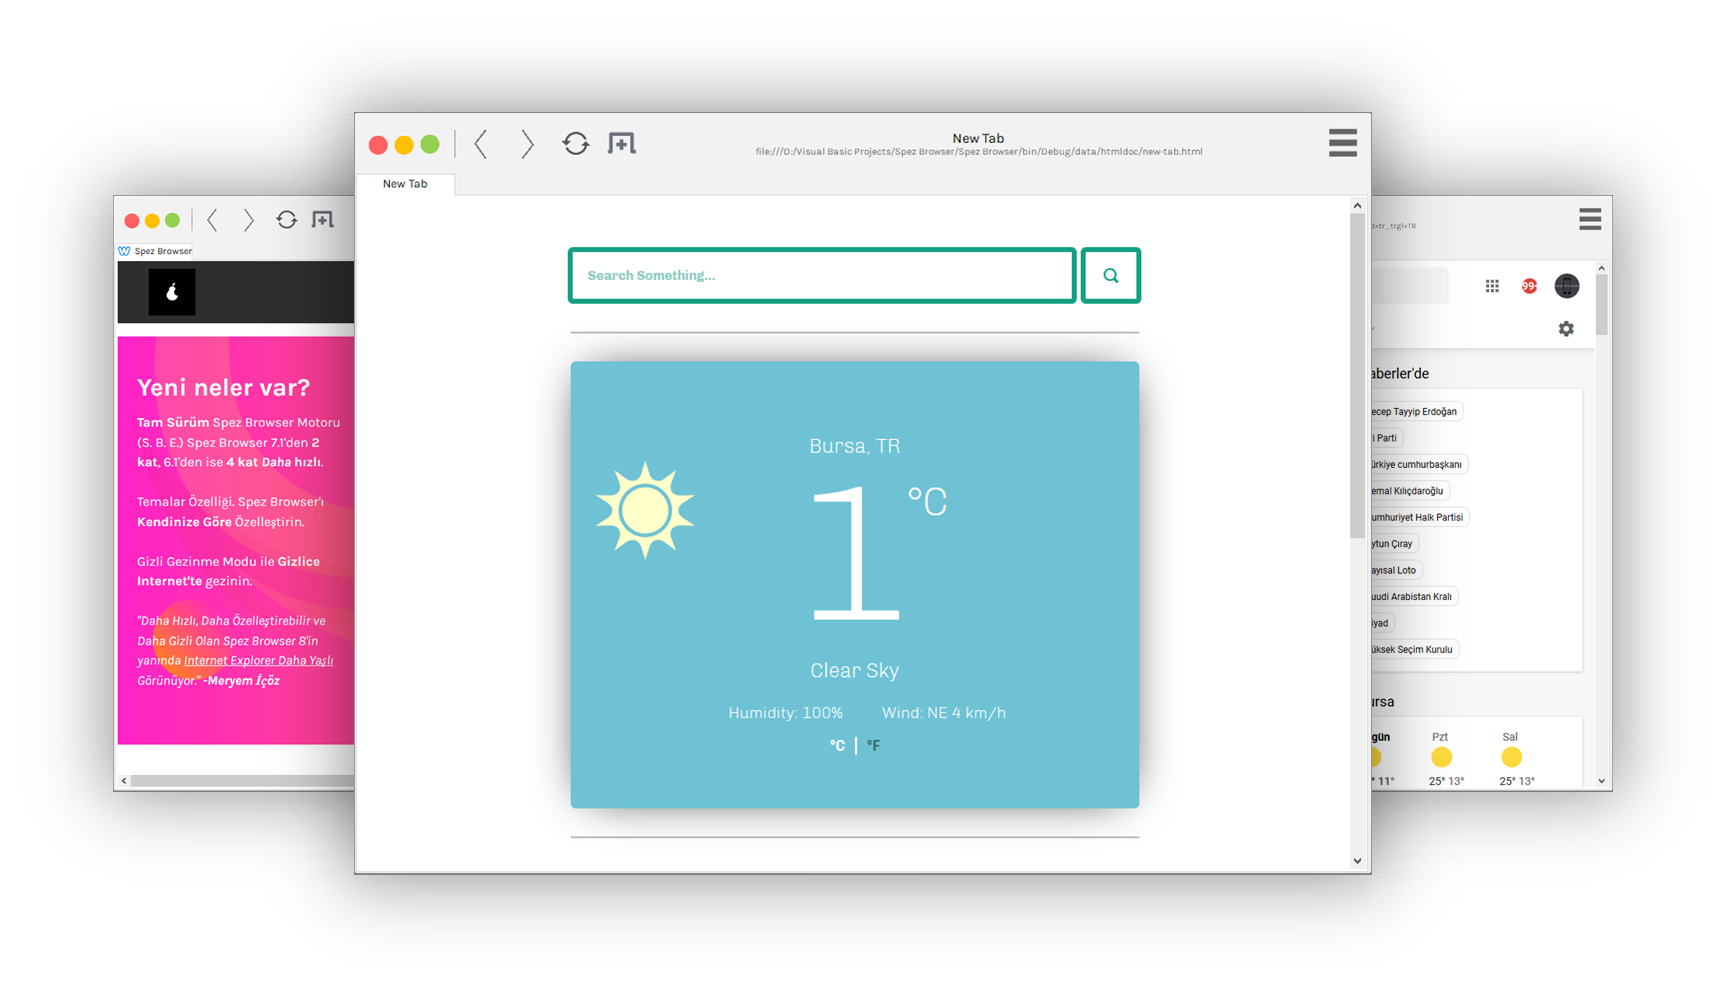 New Tab
file:///D:/Visual Basic Projects/Spez Browser/Spez Browser/bin/Debug/data/htmldoc/new-tab.html
New Tab
Search Something...
Bursa, TR
1 °C
Clear Sky
Humidity: 100% Wind: NE 4 km/h
°C | °F
Spez Browser
Yeni neler var?
Tam Sürüm Spez Browser Motoru
(S. B. E.) Spez Browser 7.1'den 2
kat, 6.1'den ise 4 kat Daha hızlı.
Temalar Özelliği. Spez Browser'ı
Kendinize Göre Özelleştirin.
Gizli Gezinme Modu ile Gizlice
Internet'te gezinin.
"Daha Hızlı, Daha Özelleştirebilir ve
Daha Gizli Olan Spez Browser 8'in
yanında Internet Explorer Daha Yaşlı
Görünüyor." -Meryem İçöz
d=tr_trgl=TR
99+
aberler'de
ecep Tayyip Erdoğan
i Parti
ürkiye cumhurbaşkanı
emal Kılıçdaroğlu
umhuriyet Halk Partisi
ytun Çıray
ayısal Loto
uudi Arabistan Kralı
iyad
üksek Seçim Kurulu
ursa
gün Pzt Sal
° 11° 25° 13° 25° 13°